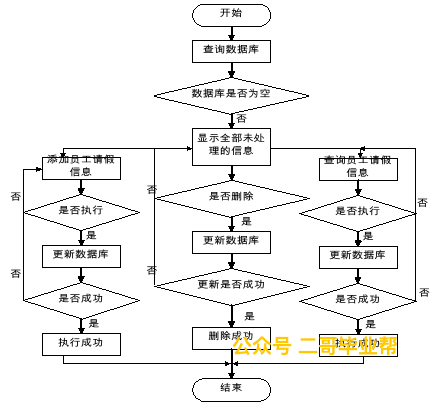 开始
查询数据库
数据库是否为空
否
显示全部未处
理的信息
添加员工请假
信息
查询员工请假
信息
否
否
否
是否执行
是否删除
是否执行
是
是
是
更新数据库
更新数据库
更新数据库
否
否
否
是否成功
更新是否成功
是否成功
是
是
是
执行成功
删除成功
执行成功
公众号 二哥毕业帮
结束